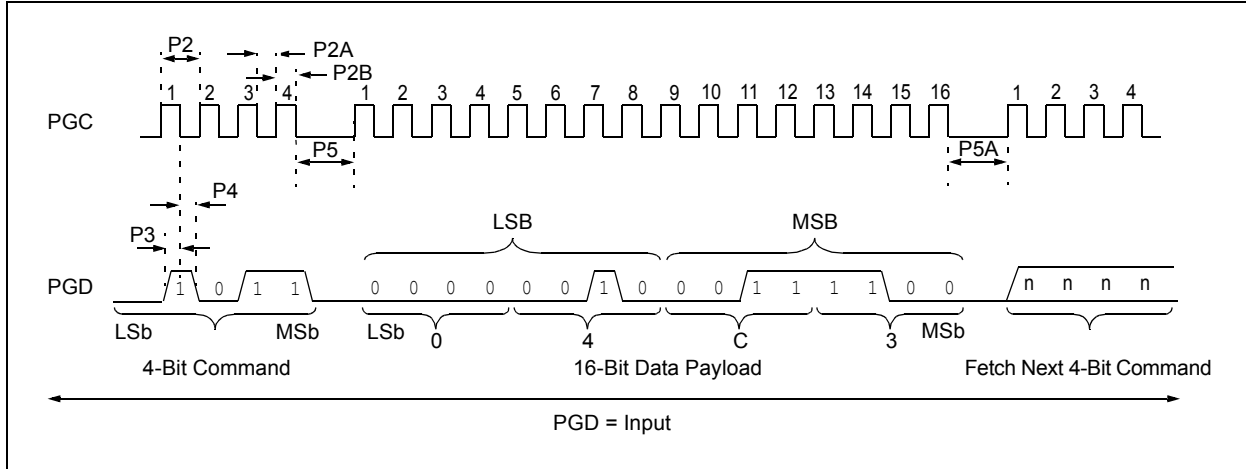 P2
P2A
P2B
1 2 3 4 1 2 3 4 5 6 7 8 9 10 11 12 13 14 15 16 1 2 3 4
PGC
P5
P5A
P4
P3
LSB
MSB
PGD
1 0 1 1 0 0 0 0 0 0 1 0 0 0 1 1 1 1 0 0 n n n n
LSb
MSb
LSb
0
4
C
3
MSb
4-Bit Command
16-Bit Data Payload
Fetch Next 4-Bit Command
PGD = Input